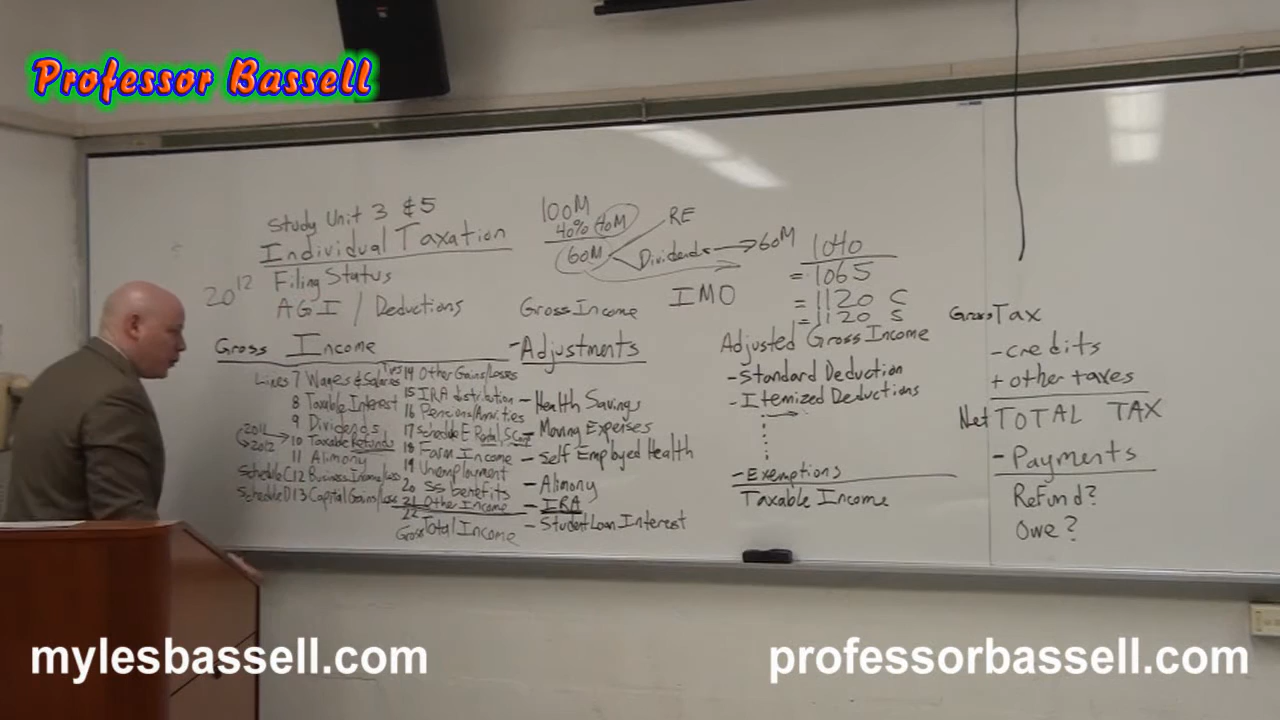 Professor Bassell
Study Unit 3 & 5
Individual Taxation
2012
Filing Status
AGI / Deductions
100M
40% 40M
60M
RE
Dividends
60M
IMO
1040
= 1065
= 1120 C
= 1120 S
Gross Income
Lines 7 Wages & Salaries Tips
8 Taxable Interest
9 Dividends
2011
2012
10 Taxable Refunds
11 Alimony
Schedule C 12 Business Income/Loss
Schedule D 13 Capital Gains/Loss
14 Other Gains/Losses
15 IRA distribution
16 Pensions/Annuities
17 Schedule E Rental, S Corp
18 Farm Income
19 Unemployment
20 SS benefits
21 Other Income
22
Gross Total Income
Gross Income
- Adjustments
- Health Savings
- Moving Expenses
- Self Employed Health
- Alimony
- IRA
- Student Loan Interest
Adjusted Gross Income
- Standard Deduction
- Itemized Deductions
- Exemptions
Taxable Income
Gross Tax
- credits
+ other taxes
Net TOTAL TAX
- Payments
Refund?
Owe?
mylesbassell.com
professorbassell.com